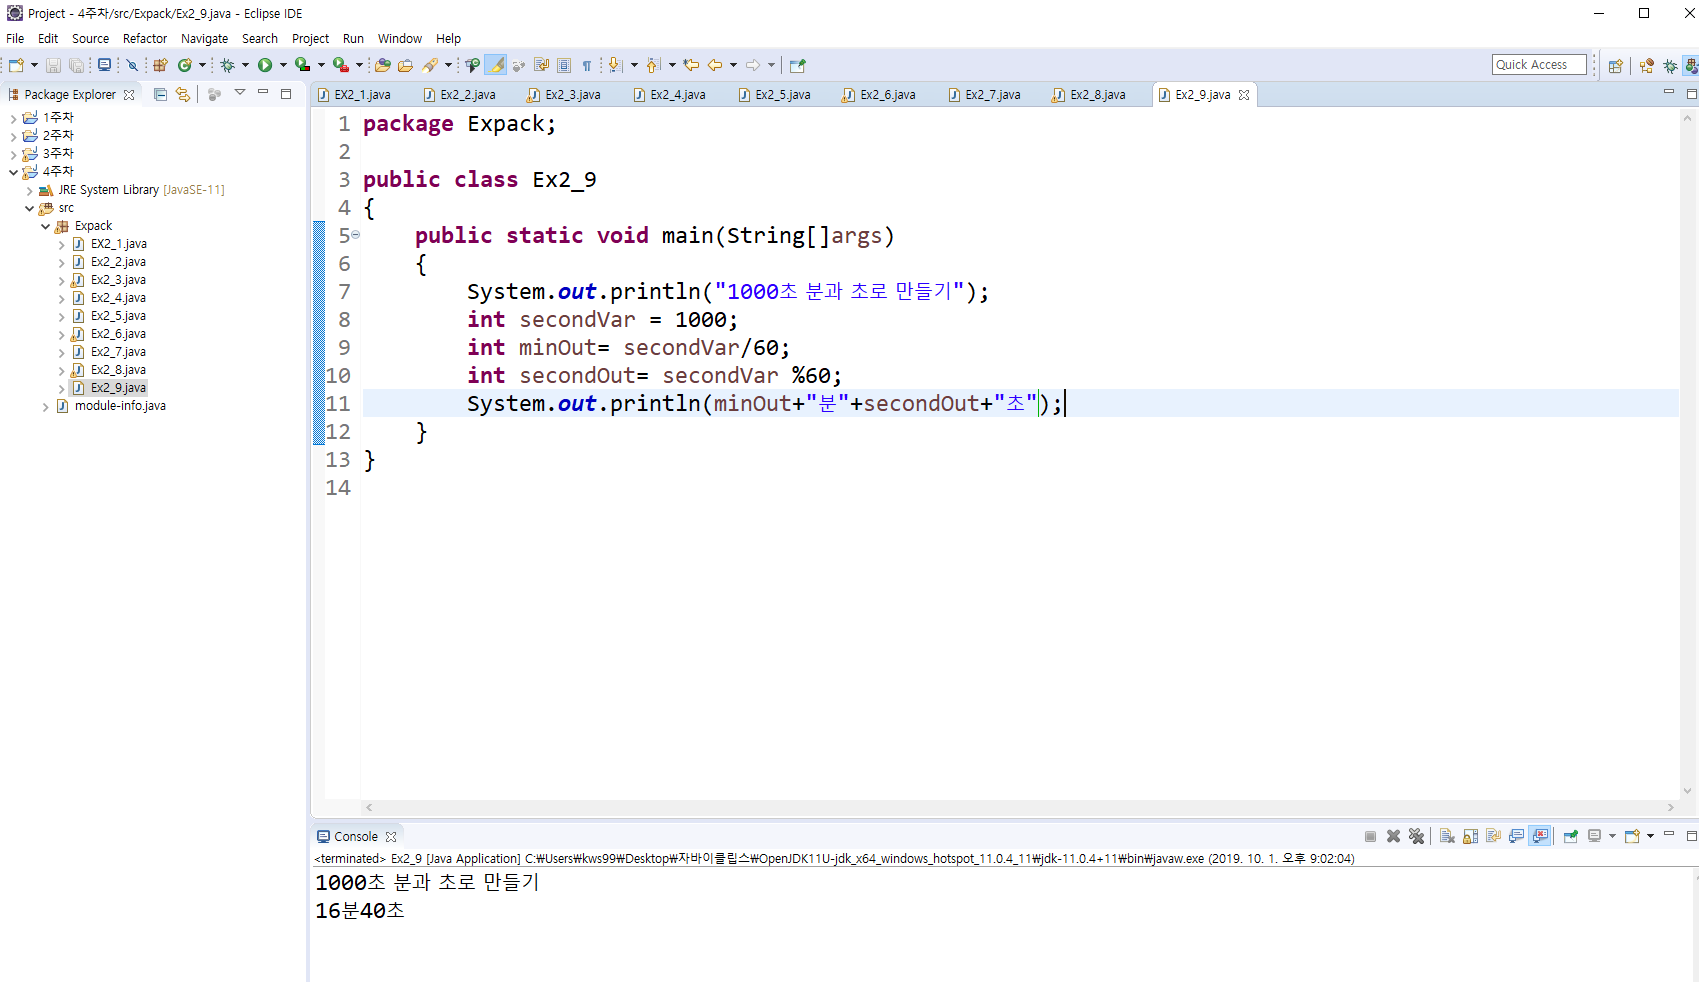 Project - 4주차/src/Expack/Ex2_9.java - Eclipse IDE
File Edit Source Refactor Navigate Search Project Run Window Help
Quick Access
Package Explorer
EX2_1.java Ex2_2.java Ex2_3.java Ex2_4.java Ex2_5.java Ex2_6.java Ex2_7.java Ex2_8.java Ex2_9.java
1주차
2주차
3주차
4주차
JRE System Library [JavaSE-11]
src
Expack
EX2_1.java
Ex2_2.java
Ex2_3.java
Ex2_4.java
Ex2_5.java
Ex2_6.java
Ex2_7.java
Ex2_8.java
Ex2_9.java
module-info.java
1 package Expack;
2
3 public class Ex2_9
4 {
5 public static void main(String[]args)
6 {
7 System.out.println("1000초 분과 초로 만들기");
8 int secondVar = 1000;
9 int minOut= secondVar/60;
10 int secondOut= secondVar %60;
11 System.out.println(minOut+"분"+secondOut+"초");
12 }
13 }
14
Console
<terminated> Ex2_9 [Java Application] C:₩Users₩kws99₩Desktop₩자바이클립스₩OpenJDK11U-jdk_x64_windows_hotspot_11.0.4_11₩jdk-11.0.4+11₩bin₩javaw.exe (2019. 10. 1. 오후 9:02:04)
1000초 분과 초로 만들기
16분40초